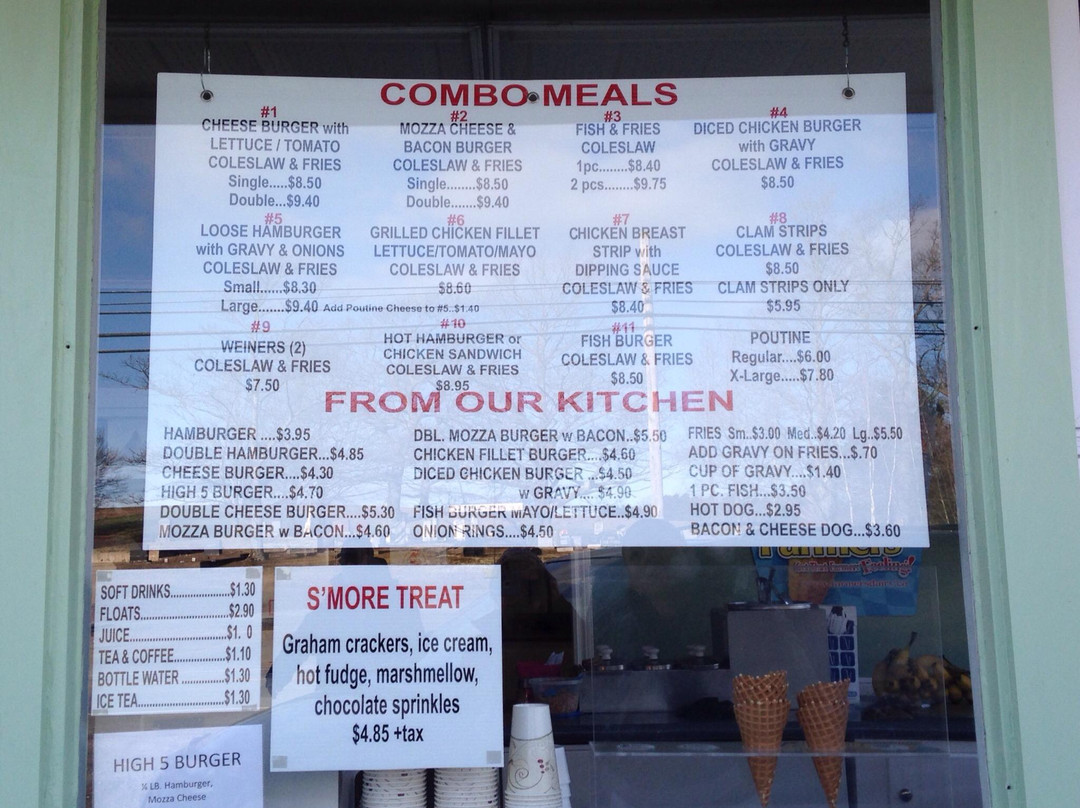 COMBO MEALS
#1
CHEESE BURGER with
LETTUCE / TOMATO
COLESLAW & FRIES
Single.....$8.50
Double...$9.40
#2
MOZZA CHEESE &
BACON BURGER
COLESLAW & FRIES
Single........$8.50
Double.......$9.40
#3
FISH & FRIES
COLESLAW
1pc.......$8.40
2 pcs........$9.75
#4
DICED CHICKEN BURGER
with GRAVY
COLESLAW & FRIES
$8.50
#5
LOOSE HAMBURGER
with GRAVY & ONIONS
COLESLAW & FRIES
Small......$8.30
Large.......$9.40 Add Poutine Cheese to #5..$1.40
#6
GRILLED CHICKEN FILLET
LETTUCE/TOMATO/MAYO
COLESLAW & FRIES
$8.60
#7
CHICKEN BREAST
STRIP with
DIPPING SAUCE
COLESLAW & FRIES
$8.40
#8
CLAM STRIPS
COLESLAW & FRIES
$8.50
CLAM STRIPS ONLY
$5.95
#9
WEINERS (2)
COLESLAW & FRIES
$7.50
#10
HOT HAMBURGER or
CHICKEN SANDWICH
COLESLAW & FRIES
$8.95
#11
FISH BURGER
COLESLAW & FRIES
$8.50
POUTINE
Regular....$6.00
X-Large.....$7.80
FROM OUR KITCHEN
HAMBURGER ....$3.95
DOUBLE HAMBURGER...$4.85
CHEESE BURGER....$4.30
HIGH 5 BURGER....$4.70
DOUBLE CHEESE BURGER....$5.30
MOZZA BURGER w BACON...$4.60
DBL. MOZZA BURGER w BACON..$5.50
CHICKEN FILLET BURGER....$4.60
DICED CHICKEN BURGER ...$4.50
w GRAVY.... $4.90
FISH BURGER MAYO/LETTUCE..$4.90
ONION RINGS....$4.50
FRIES Sm..$3.00 Med..$4.20 Lg..$5.50
ADD GRAVY ON FRIES...$.70
CUP OF GRAVY....$1.40
1 PC. FISH...$3.50
HOT DOG...$2.95
BACON & CHEESE DOG...$3.60
SOFT DRINKS......................$1.30
FLOATS..............................$2.90
JUICE.................................$1. 0
TEA & COFFEE....................$1.10
BOTTLE WATER .................$1.30
ICE TEA..............................$1.30
S'MORE TREAT
Graham crackers, ice cream,
hot fudge, marshmellow,
chocolate sprinkles
$4.85 +tax
HIGH 5 BURGER
¼ LB. Hamburger,
Mozza Cheese
Farmers